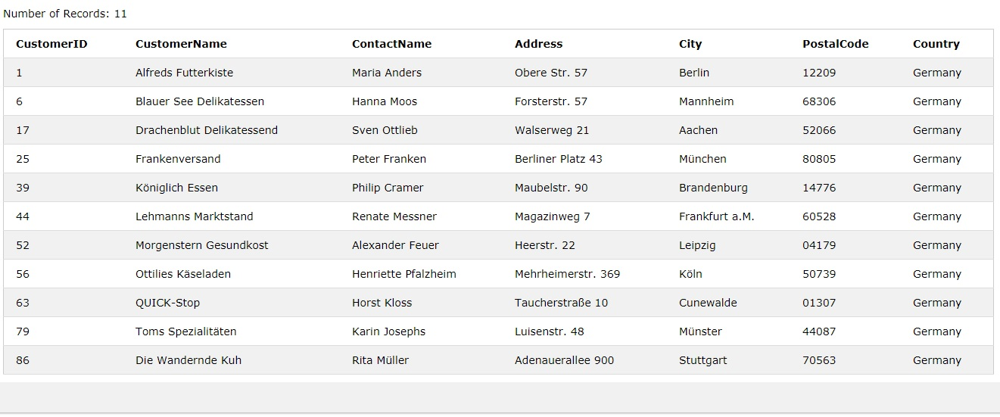 Number of Records: 11
CustomerID CustomerName ContactName Address City PostalCode Country
1 Alfreds Futterkiste Maria Anders Obere Str. 57 Berlin 12209 Germany
6 Blauer See Delikatessen Hanna Moos Forsterstr. 57 Mannheim 68306 Germany
17 Drachenblut Delikatessend Sven Ottlieb Walserweg 21 Aachen 52066 Germany
25 Frankenversand Peter Franken Berliner Platz 43 München 80805 Germany
39 Königlich Essen Philip Cramer Maubelstr. 90 Brandenburg 14776 Germany
44 Lehmanns Marktstand Renate Messner Magazinweg 7 Frankfurt a.M. 60528 Germany
52 Morgenstern Gesundkost Alexander Feuer Heerstr. 22 Leipzig 04179 Germany
56 Ottilies Käseladen Henriette Pfalzheim Mehrheimerstr. 369 Köln 50739 Germany
63 QUICK-Stop Horst Kloss Taucherstraße 10 Cunewalde 01307 Germany
79 Toms Spezialitäten Karin Josephs Luisenstr. 48 Münster 44087 Germany
86 Die Wandernde Kuh Rita Müller Adenauerallee 900 Stuttgart 70563 Germany